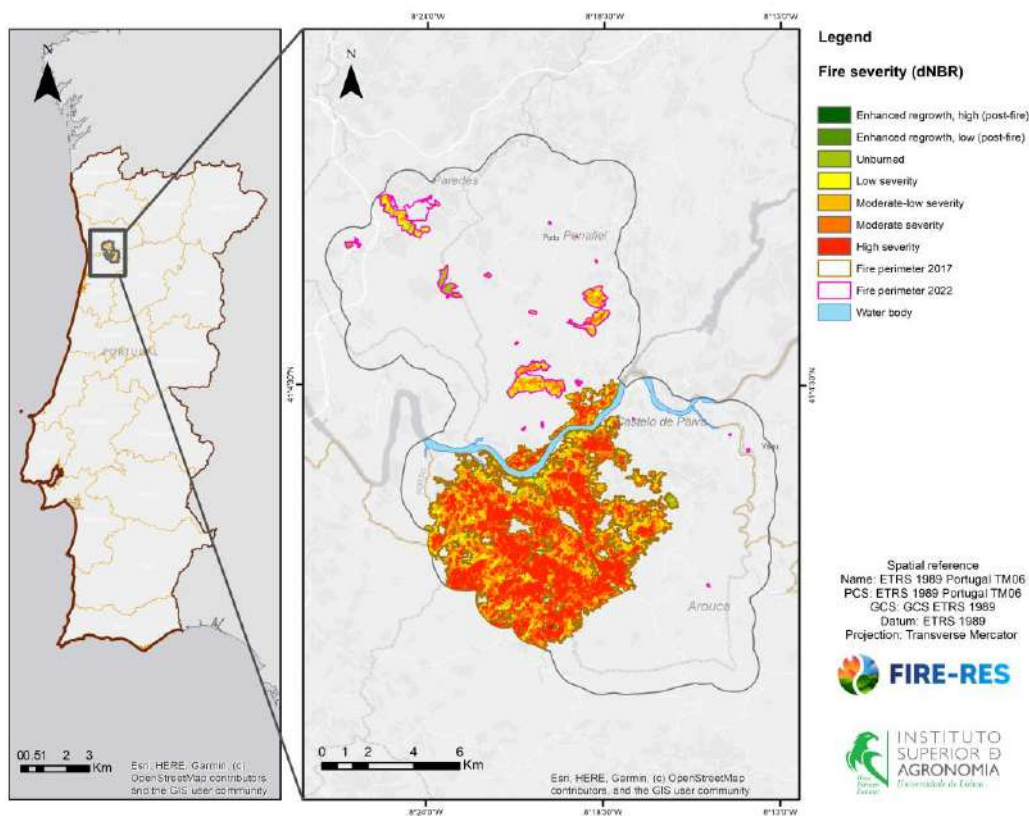 8°24'0"W
8°18'30"W
8°13'0"W
N
N
PORTUGAL
Paredes
Penafiel
Castelo de Paiva
Arouca
41°4'30"N
41°4'30"N
00.51 2 3
Km
Esri, HERE, Garmin, (c)
OpenStreetMap contributors,
and the GIS user community
0 1 2 4 6
Km
Esri, HERE, Garmin, (c) OpenStreetMap
contributors, and the GIS user community
8°24'0"W
8°18'30"W
8°13'0"W
Legend
Fire severity (dNBR)
Enhanced regrowth, high (post-fire)
Enhanced regrowth, low (post-fire)
Unburned
Low severity
Moderate-low severity
Moderate severity
High severity
Fire perimeter 2017
Fire perimeter 2022
Water body
Spatial reference
Name: ETRS 1989 Portugal TM06
PCS: ETRS 1989 Portugal TM06
GCS: GCS ETRS 1989
Datum: ETRS 1989
Projection: Transverse Mercator
FIRE-RES
INSTITUTO
SUPERIOR D
AGRONOMIA
Universidade de Lisboa